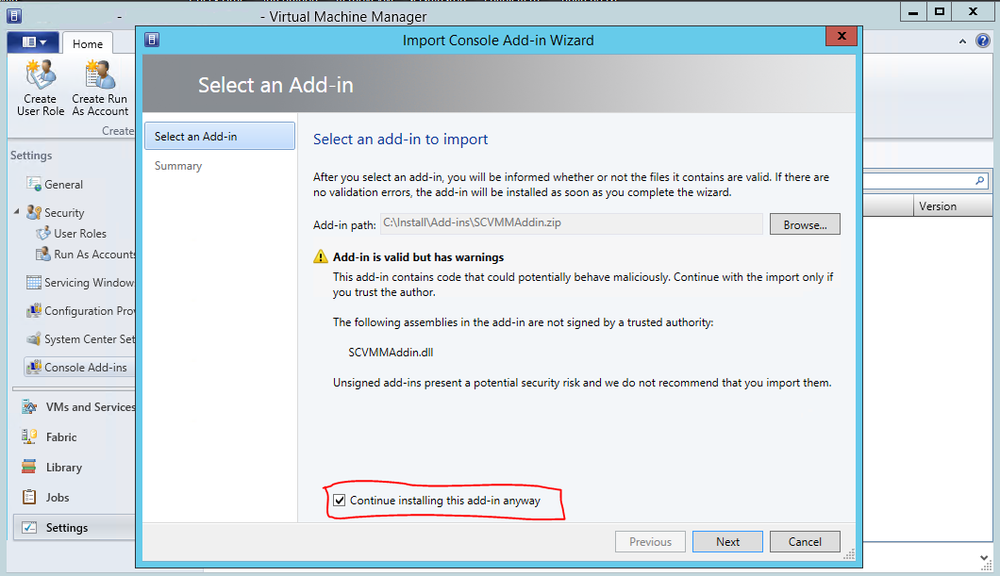 - - Virtual Machine Manager
Home
Create
User Role
Create Run
As Account
Create
Settings
General
Security
User Roles
Run As Accounts
Servicing Window
Configuration Pro
System Center Set
Console Add-ins
VMs and Services
Fabric
Library
Jobs
Settings
Import Console Add-in Wizard
Select an Add-in
Select an Add-in
Summary
Select an add-in to import
After you select an add-in, you will be informed whether or not the files it contains are valid. If there are
no validation errors, the add-in will be installed as soon as you complete the wizard.
Add-in path: C:\Install\Add-ins\SCVMMAddin.zip Browse...
Add-in is valid but has warnings
This add-in contains code that could potentially behave maliciously. Continue with the import only if
you trust the author.
The following assemblies in the add-in are not signed by a trusted authority:
SCVMMAddin.dll
Unsigned add-ins present a potential security risk and we do not recommend that you import them.
Continue installing this add-in anyway
Previous Next Cancel
Version